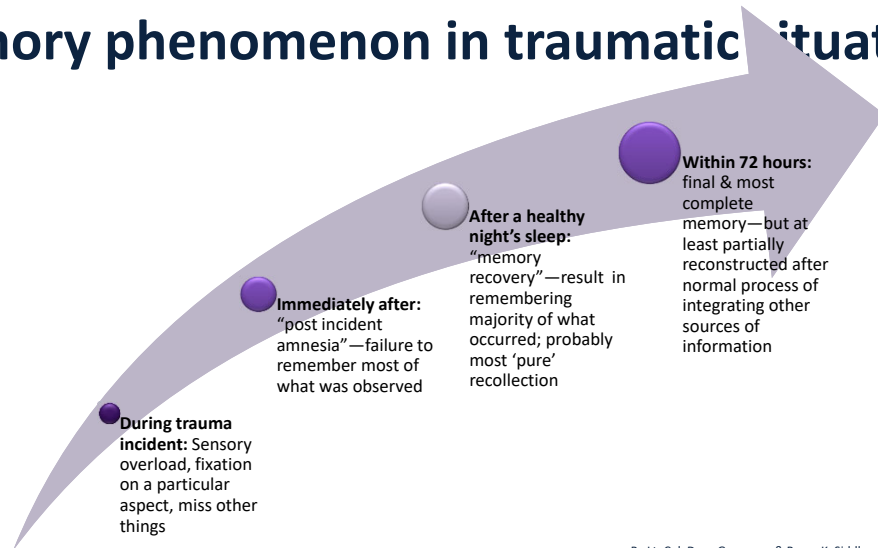 phenomenon in traumatic
During trauma
incident: Sensory
overload, fixation
on a particular
aspect, miss other
things
Immediately after:
“post incident
amnesia”—failure to
remember most of
what was observed
After a healthy
night’s sleep:
“memory
recovery”—result in
remembering
majority of what
occurred; probably
most ‘pure’
recollection
Within 72 hours:
final & most
complete
memory—but at
least partially
reconstructed after
normal process of
integrating other
sources of
information